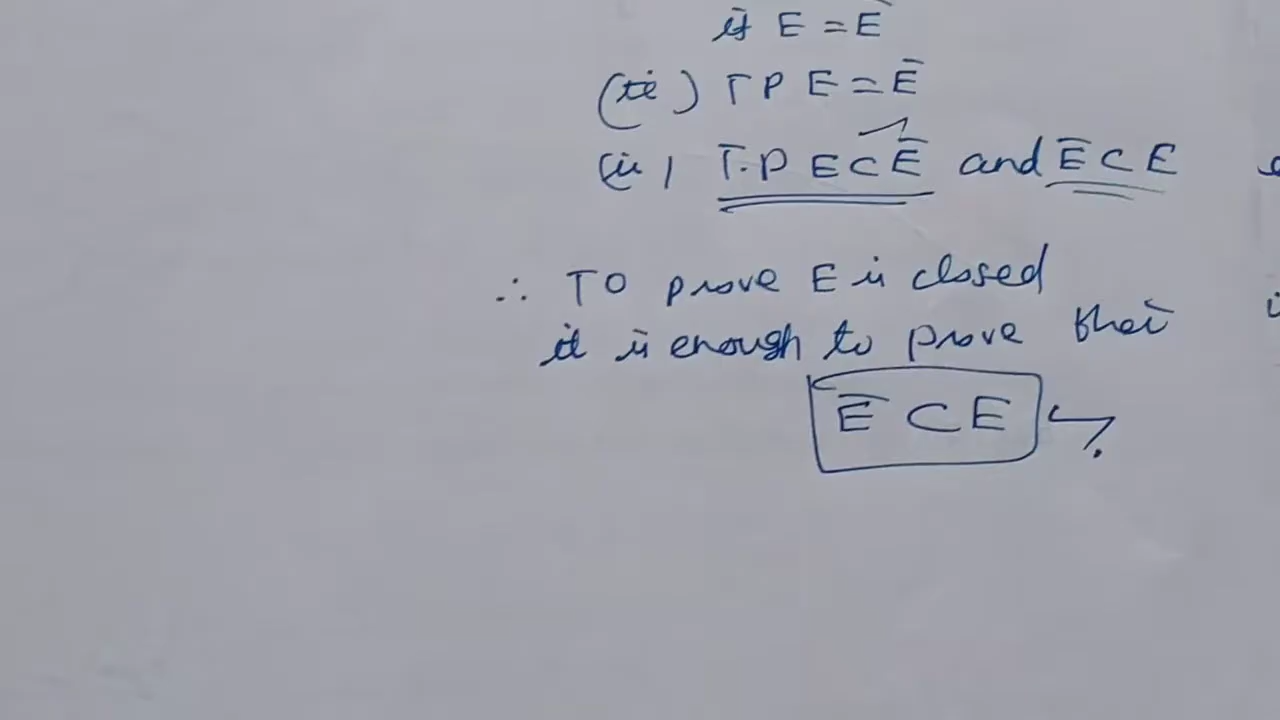 if E = E̅
(ie) T P E = E̅
(ie) T.P E ⊂ E̅ and E̅ ⊂ E
∴ TO prove E is closed
it is enough to prove that
E̅ ⊂ E